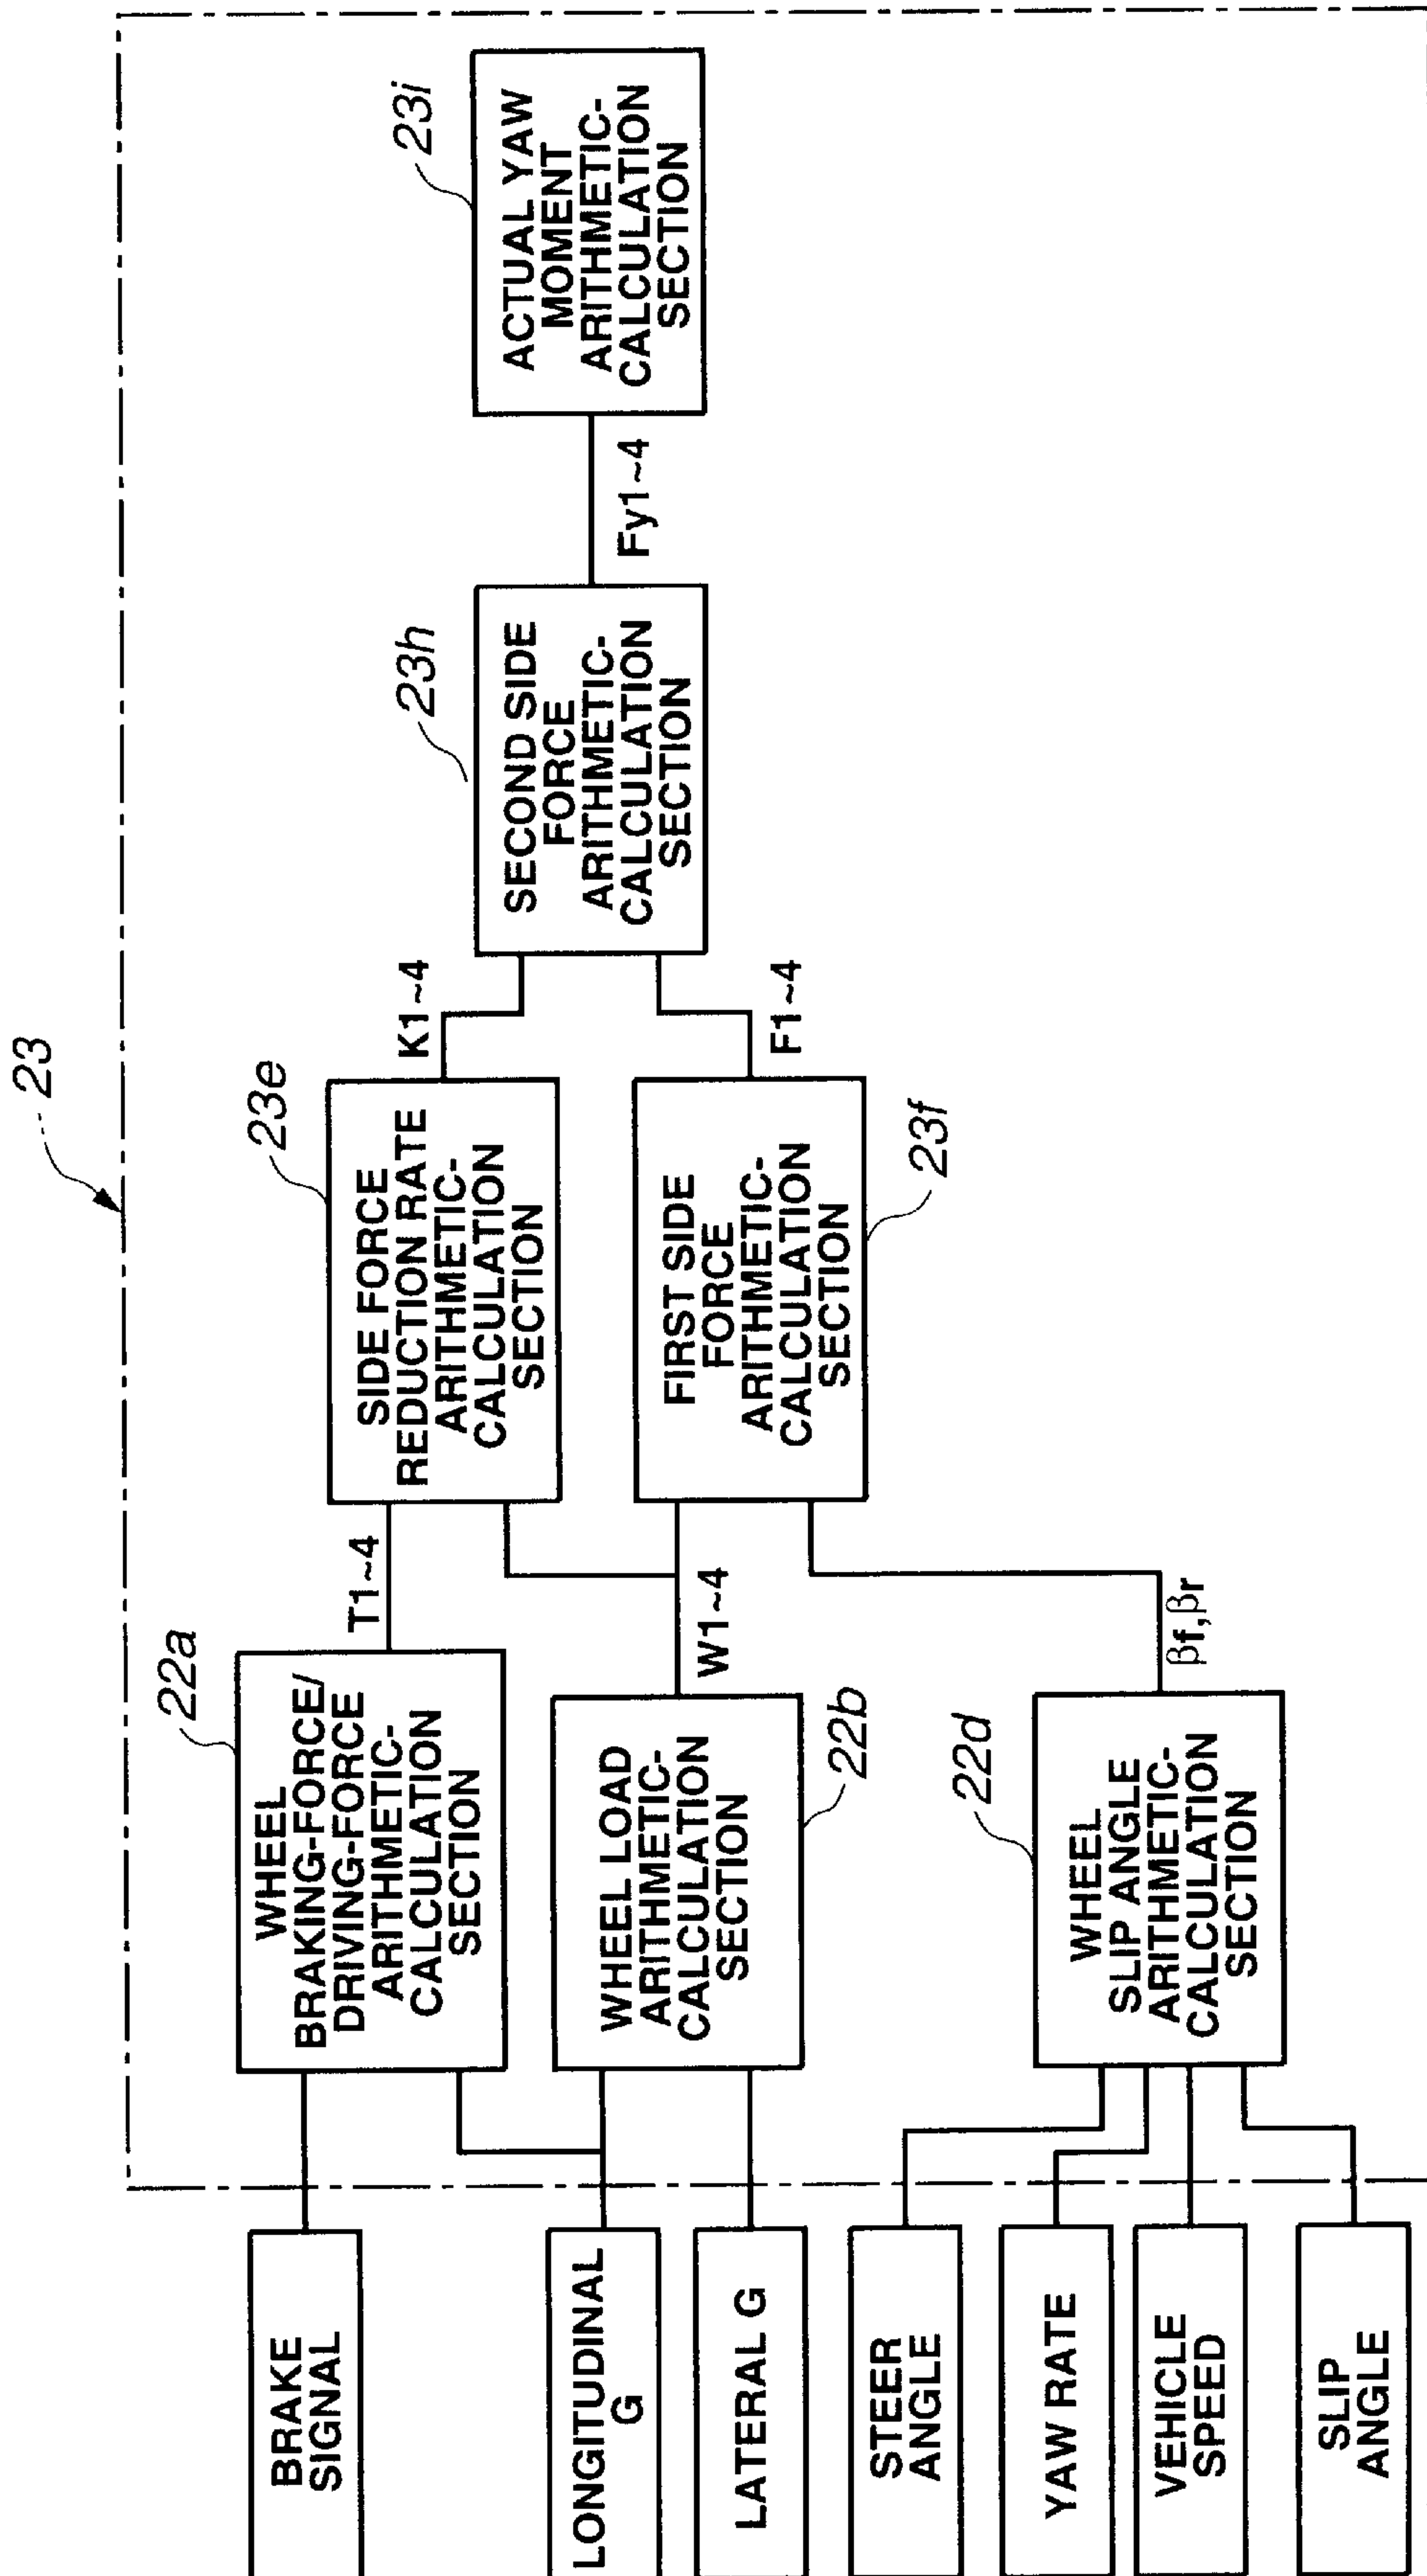 23
BRAKE
SIGNAL
LONGITUDINAL
G
LATERAL G
STEER
ANGLE
YAW RATE
VEHICLE
SPEED
SLIP
ANGLE
22a
WHEEL
BRAKING-FORCE/
DRIVING-FORCE
ARITHMETIC-
CALCULATION
SECTION
T1~4
WHEEL LOAD
ARITHMETIC-
CALCULATION
SECTION
22b
W1~4
22d
WHEEL
SLIP ANGLE
ARITHMETIC-
CALCULATION
SECTION
βf,βr
23e
SIDE FORCE
REDUCTION RATE
ARITHMETIC-
CALCULATION
SECTION
K1~4
FIRST SIDE
FORCE
ARITHMETIC-
CALCULATION
SECTION
23f
F1~4
23h
SECOND SIDE
FORCE
ARITHMETIC-
CALCULATION
SECTION
Fy1~4
23i
ACTUAL YAW
MOMENT
ARITHMETIC-
CALCULATION
SECTION